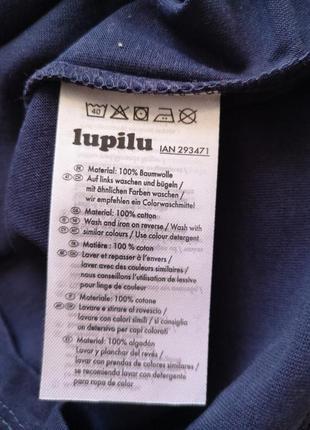 40
lupilu IAN 293471
DE Material: 100% Baumwolle
Auf links waschen und bügeln /
mit ähnlichen Farben waschen /
wir empfehlen ein Colorwaschmittel
Material: 100% cotton
Wash and iron on reverse / Wash with
similar colours / Use colour detergent
Matière : 100 % coton
Laver et repasser à l'envers /
laver avec des couleurs similaires /
nous conseillons l'utilisation de lessive
pour linge de couleur
Materiale: 100% cotone
Lavare e stirare al rovescio /
lavare con colori simili / si consiglia
un detersivo per capi colorati
Material: 100% algodón
Lavar y planchar del revés /
lavar con prendas de colores similares /
se recomienda lavar con detergente
para ropa de color